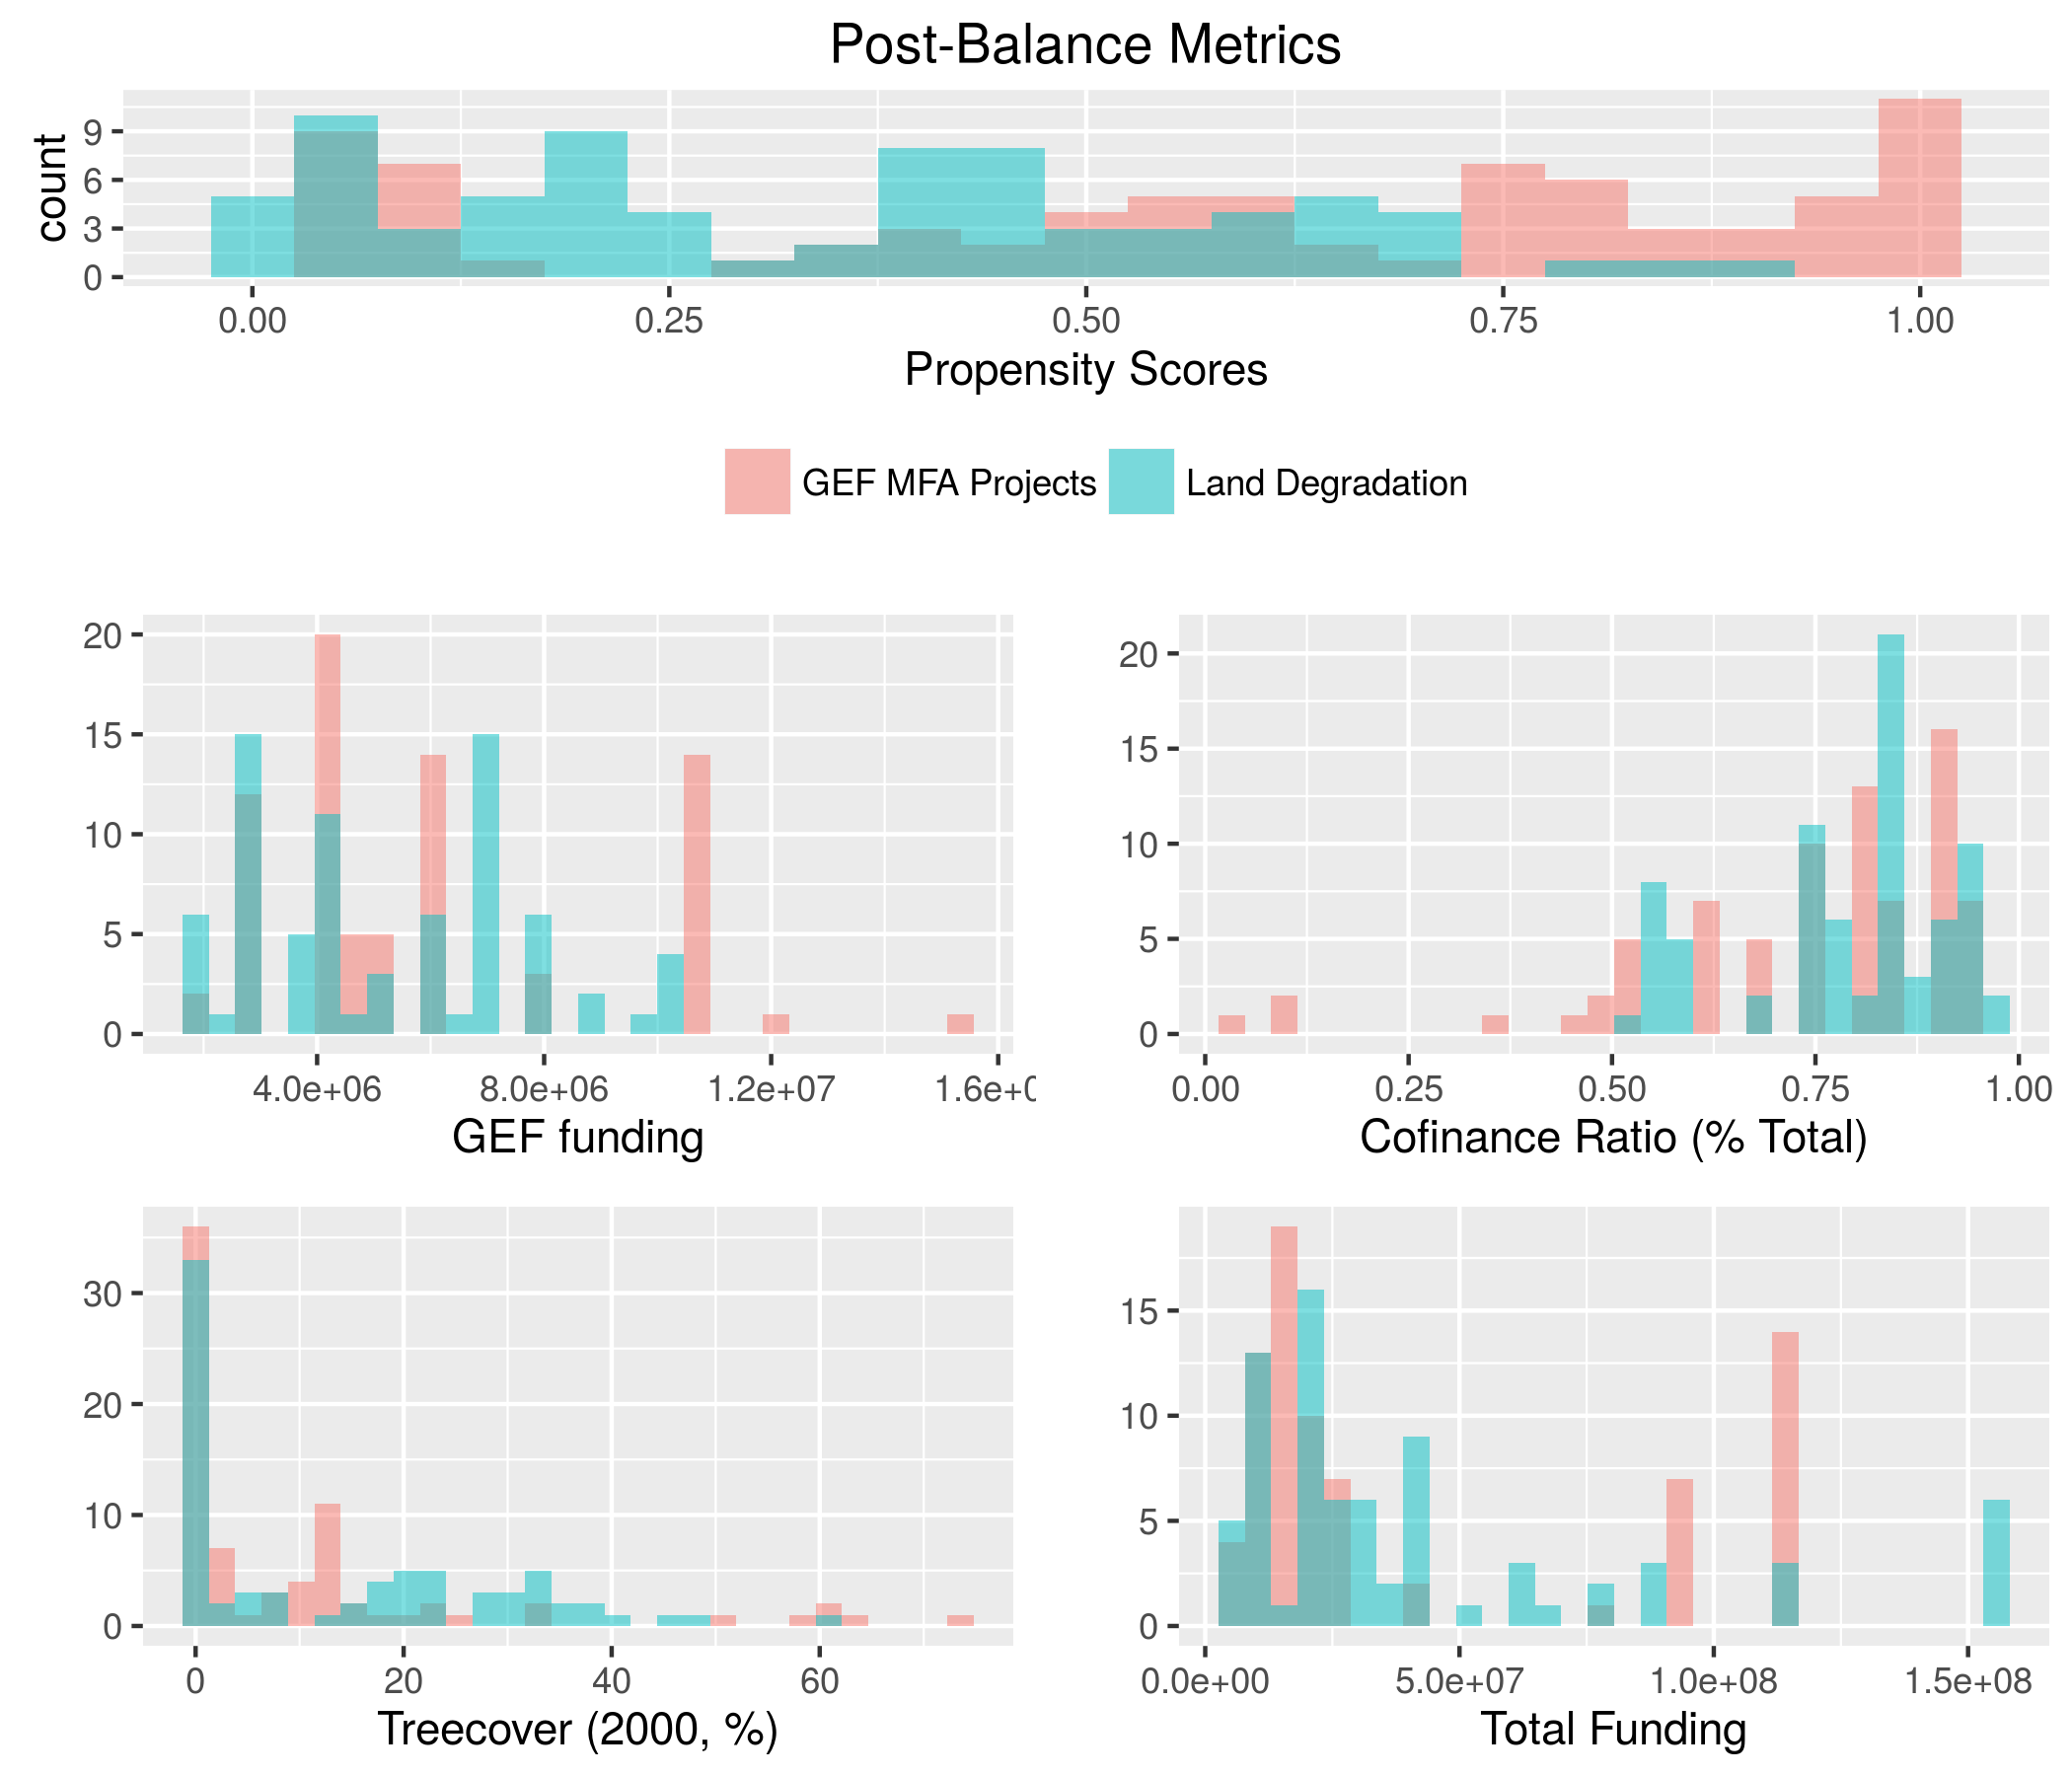 Post-Balance Metrics
count
9
6
3
0
0.00 0.25 0.50 0.75 1.00
Propensity Scores
GEF MFA Projects Land Degradation
20
15
10
5
0
4.0e+06 8.0e+06 1.2e+07 1.6e+0
GEF funding
20
15
10
5
0
0.00 0.25 0.50 0.75 1.00
Cofinance Ratio (% Total)
30
20
10
0
0 20 40 60
Treecover (2000, %)
15
10
5
0
0.0e+00 5.0e+07 1.0e+08 1.5e+08
Total Funding